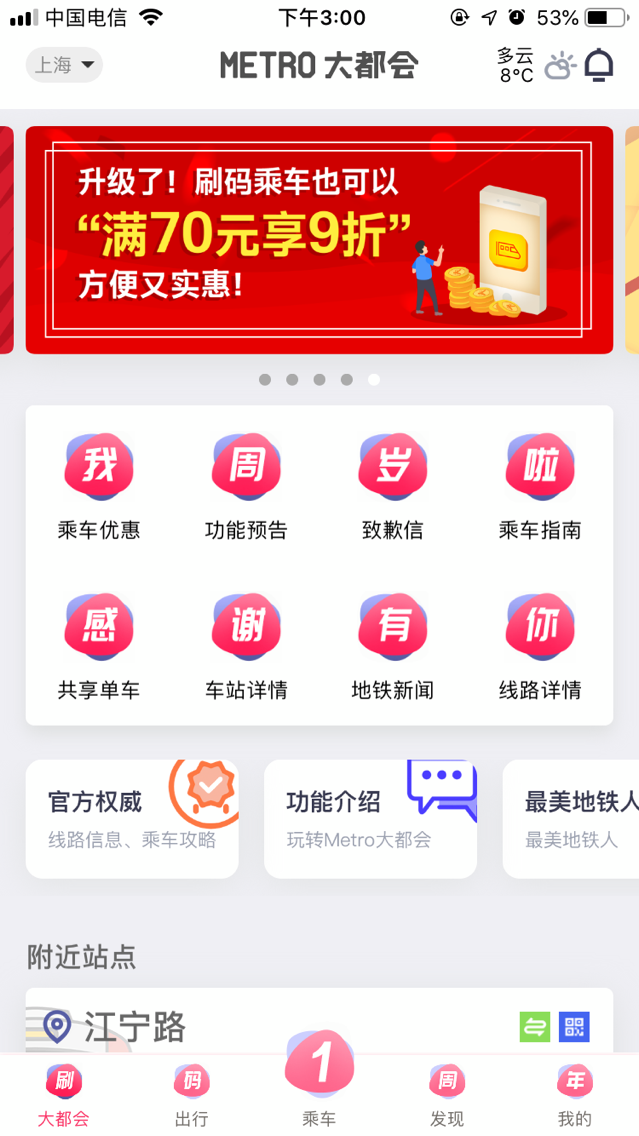 中国电信
下午3:00
53%
上海
METRO 大都会
多云
8°C
升级了！刷码乘车也可以
“满70元享9折”
方便又实惠！
我 周 岁 啦
乘车优惠 功能预告 致歉信 乘车指南
感 谢 有 你
共享单车 车站详情 地铁新闻 线路详情
官方权威
线路信息、乘车攻略
功能介绍
玩转Metro大都会
最美地铁人
最美地铁人
附近站点
江宁路
刷 码 1 周 年
大都会 出行 乘车 发现 我的